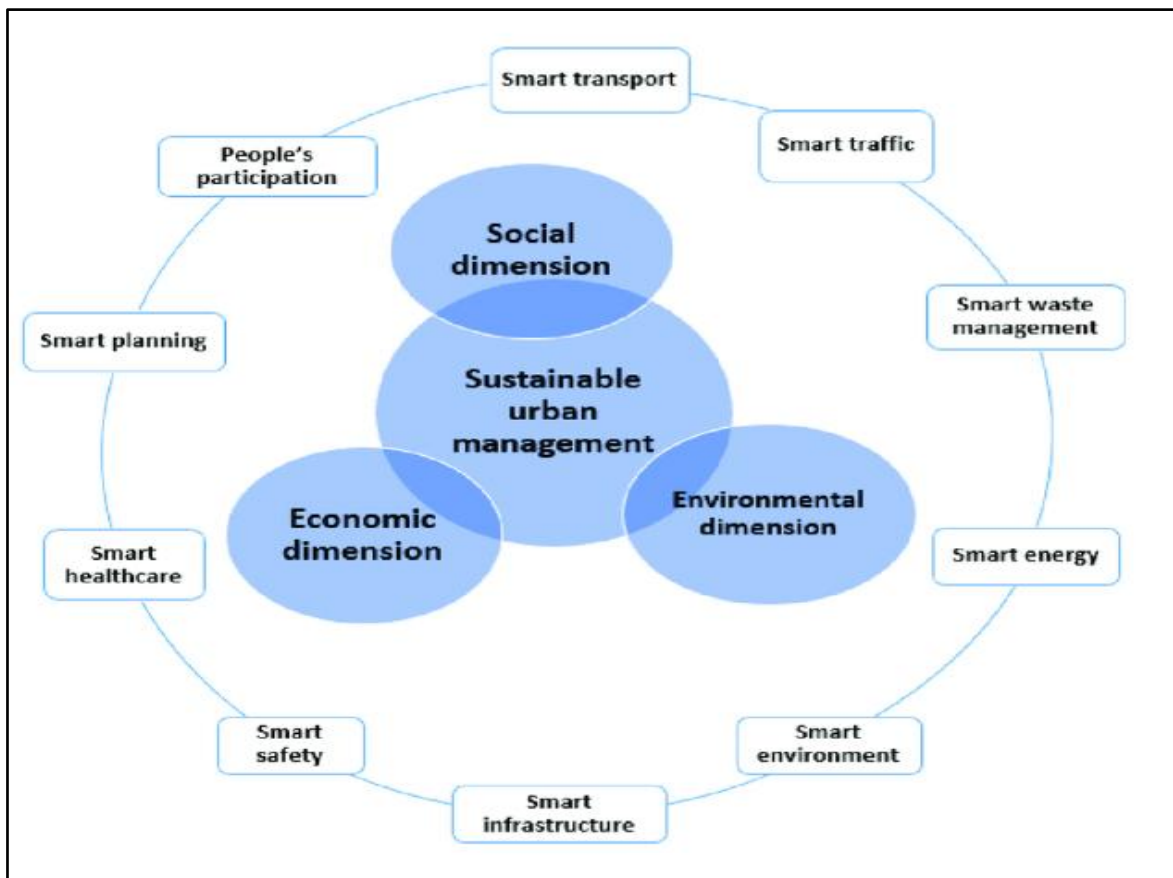 Smart transport
Smart traffic
People's
participation
Social
dimension
Smart waste
management
Smart planning
Sustainable
urban
management
Environmental
dimension
Economic
dimension
Smart
healthcare
Smart energy
Smart
safety
Smart
environment
Smart
infrastructure